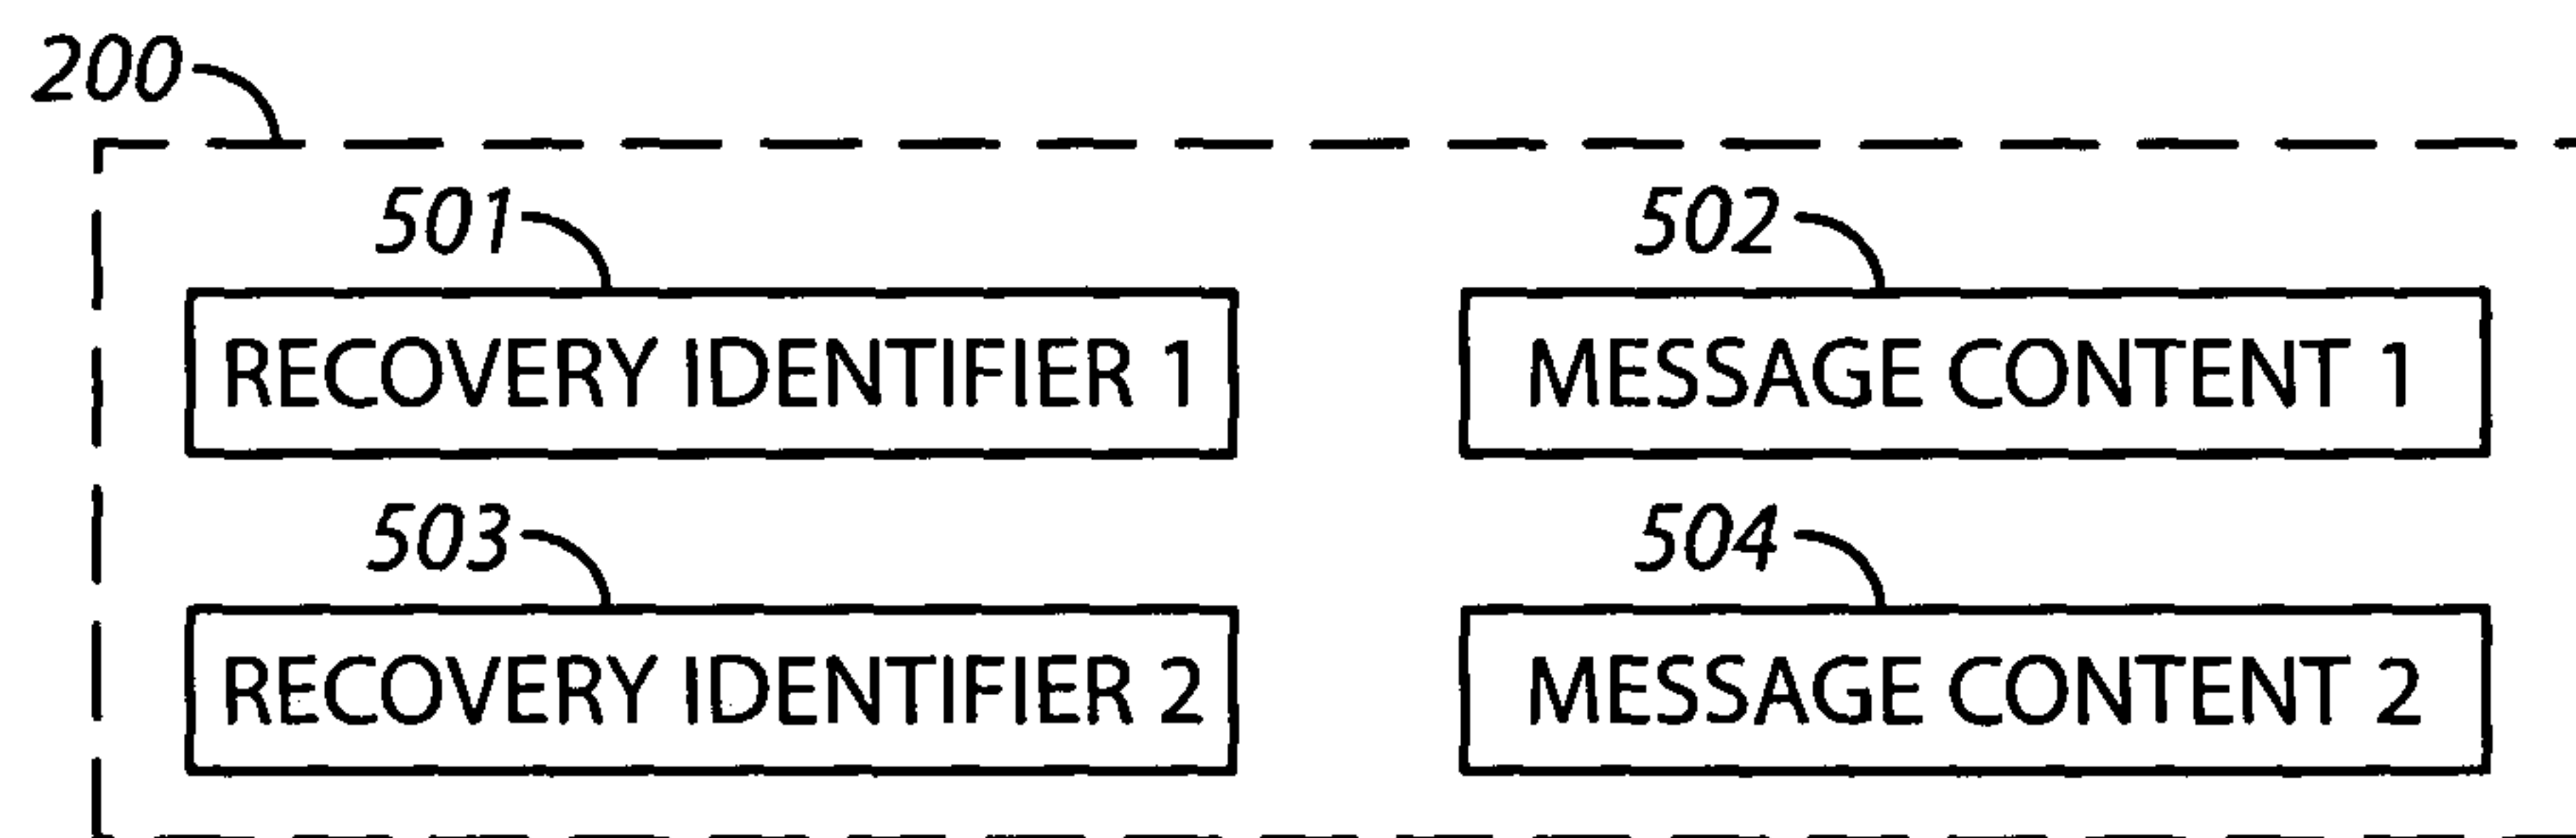 200
501 502
RECOVERY IDENTIFIER 1 MESSAGE CONTENT 1
503 504
RECOVERY IDENTIFIER 2 MESSAGE CONTENT 2